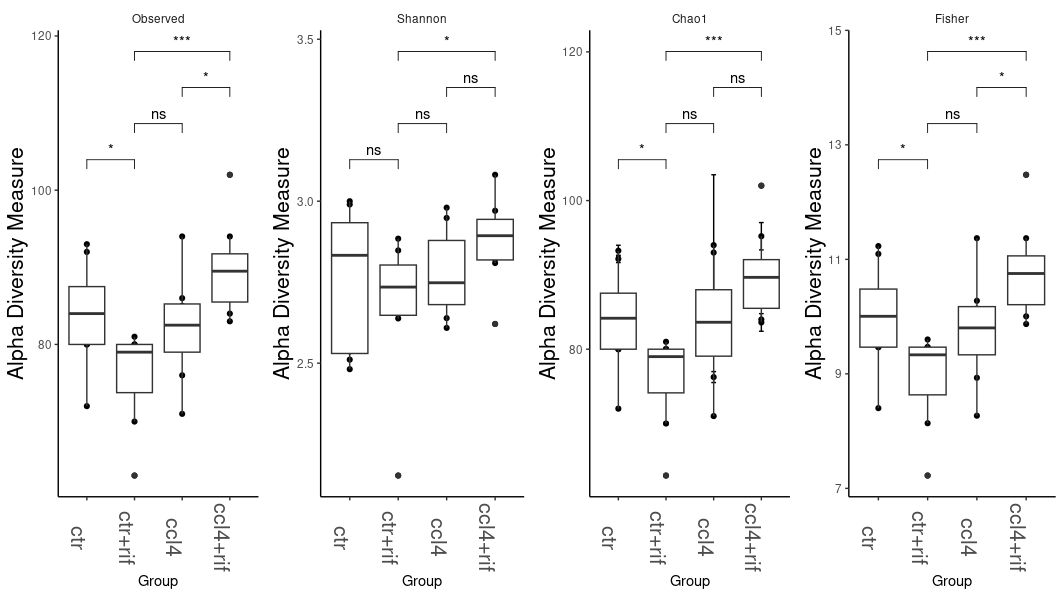 Observed
Alpha Diversity Measure
120
100
80
***
*
ns
*
ctr
ctr+rif
ccl4
ccl4+rif
Group
Shannon
Alpha Diversity Measure
3.5
3.0
2.5
*
ns
ns
ns
ctr
ctr+rif
ccl4
ccl4+rif
Group
Chao1
Alpha Diversity Measure
120
100
80
***
ns
ns
*
ctr
ctr+rif
ccl4
ccl4+rif
Group
Fisher
Alpha Diversity Measure
15
13
11
9
7
***
*
ns
*
ctr
ctr+rif
ccl4
ccl4+rif
Group